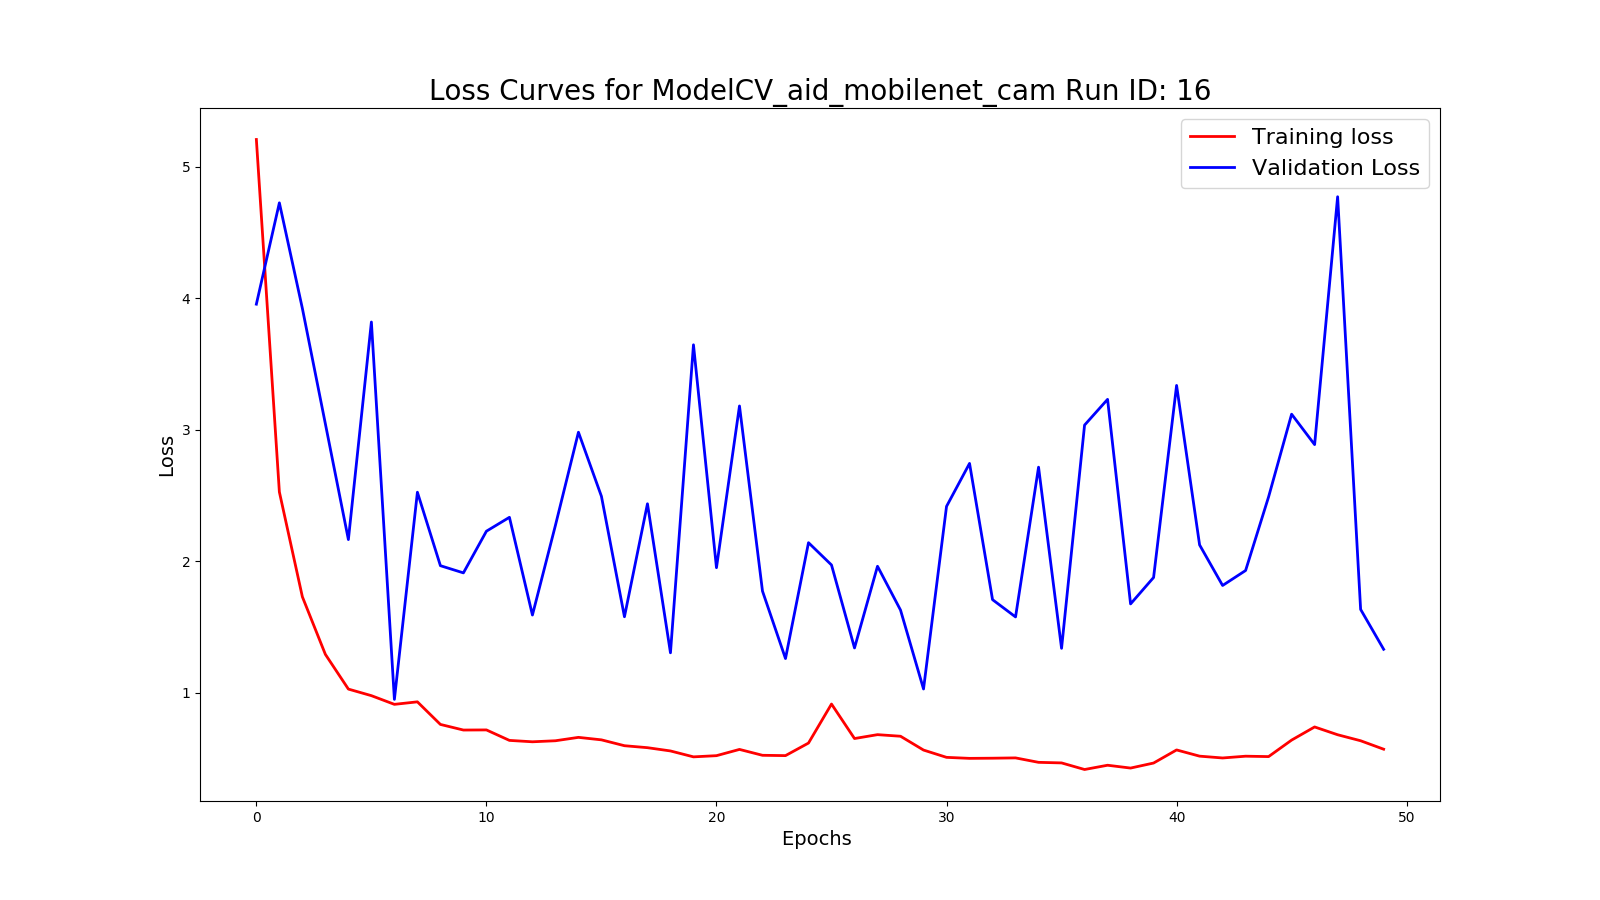 Loss Curves for ModelCV_aid_mobilenet_cam Run ID: 16
Training loss
Validation Loss
5
4
3
2
1
Loss
0
10
20
30
40
50
Epochs